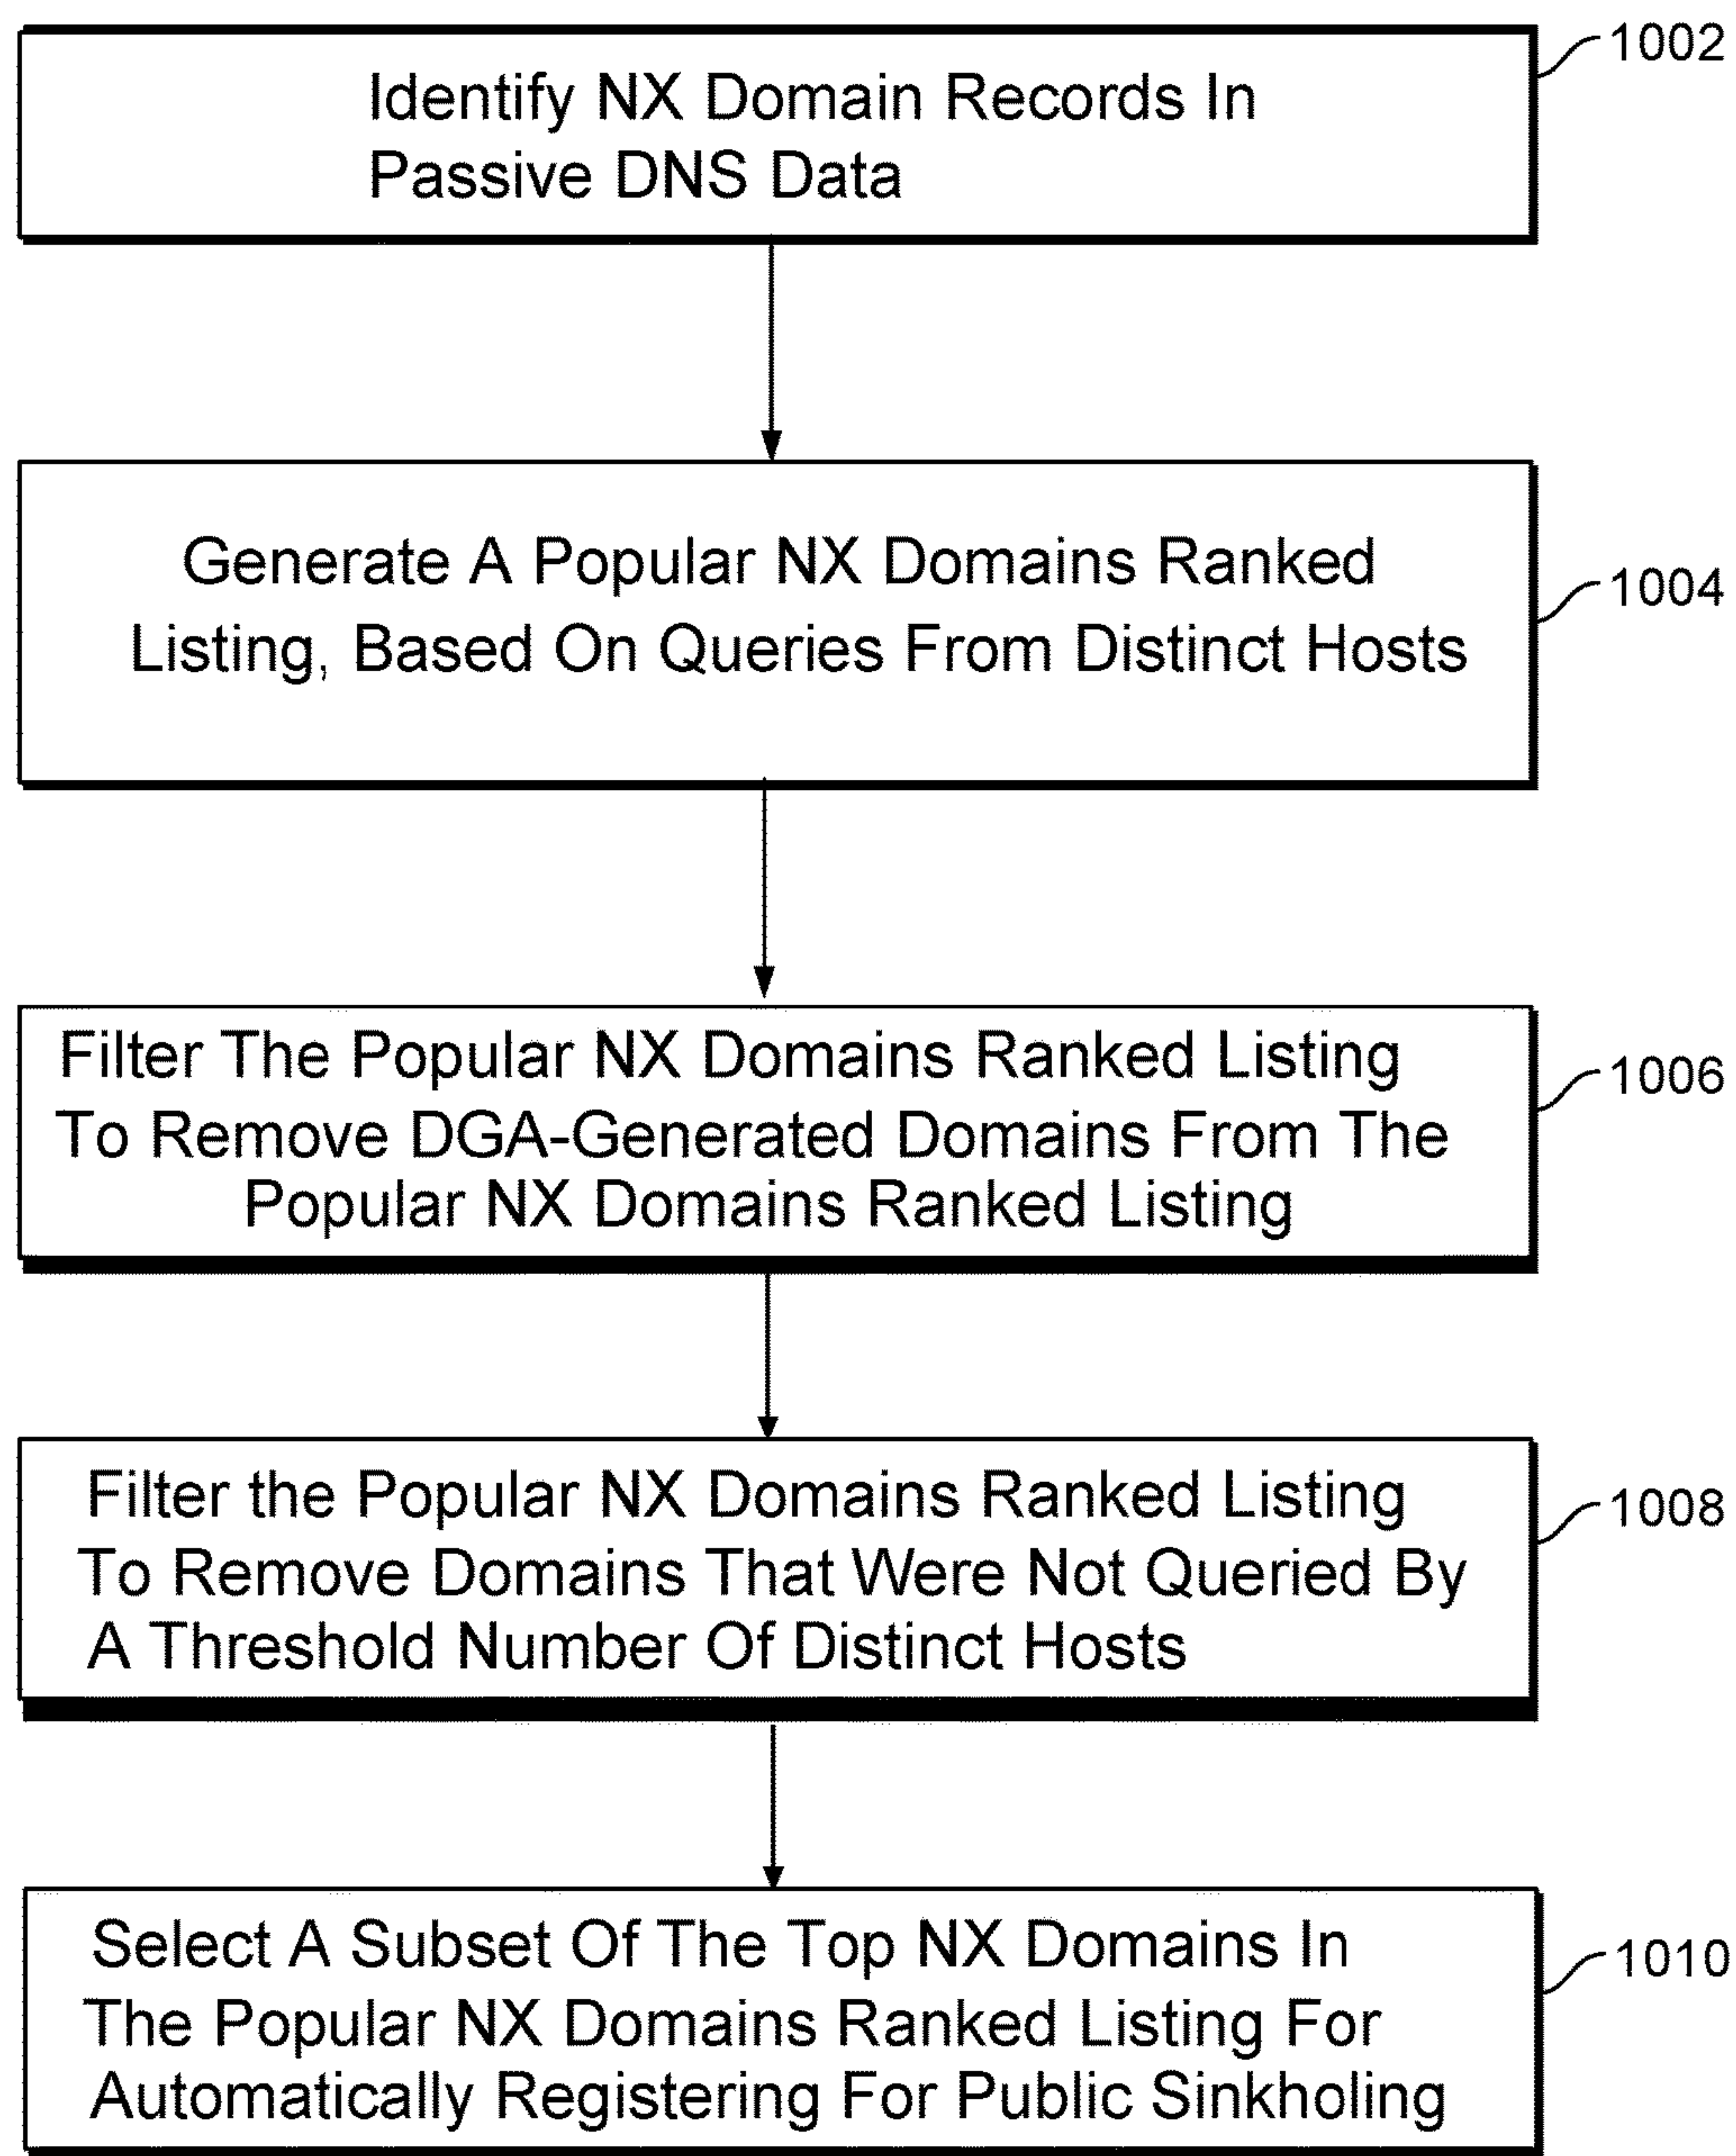 Identify NX Domain Records In
Passive DNS Data
1002
Generate A Popular NX Domains Ranked
Listing, Based On Queries From Distinct Hosts
1004
Filter The Popular NX Domains Ranked Listing
To Remove DGA-Generated Domains From The
Popular NX Domains Ranked Listing
1006
Filter the Popular NX Domains Ranked Listing
To Remove Domains That Were Not Queried By
A Threshold Number Of Distinct Hosts
1008
Select A Subset Of The Top NX Domains In
The Popular NX Domains Ranked Listing For
Automatically Registering For Public Sinkholing
1010